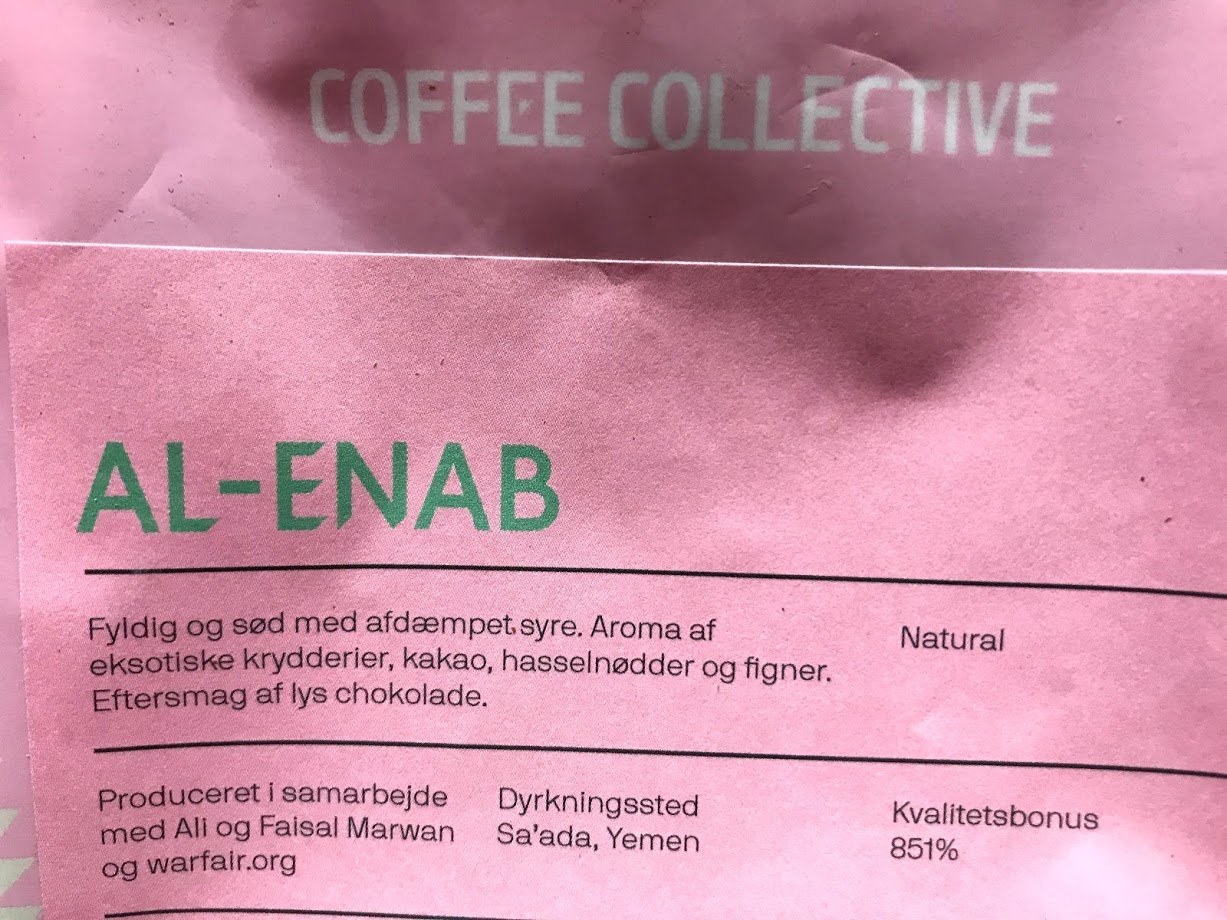 COFFEE COLLECTIVE
AL-ENAB
Fyldig og sød med afdæmpet syre. Aroma af
eksotiske krydderier, kakao, hasselnødder og figner.
Eftersmag af lys chokolade.
Natural
Produceret i samarbejde
med Ali og Faisal Marwan
og warfair.org
Dyrkningssted
Sa’ada, Yemen
Kvalitetsbonus
851%